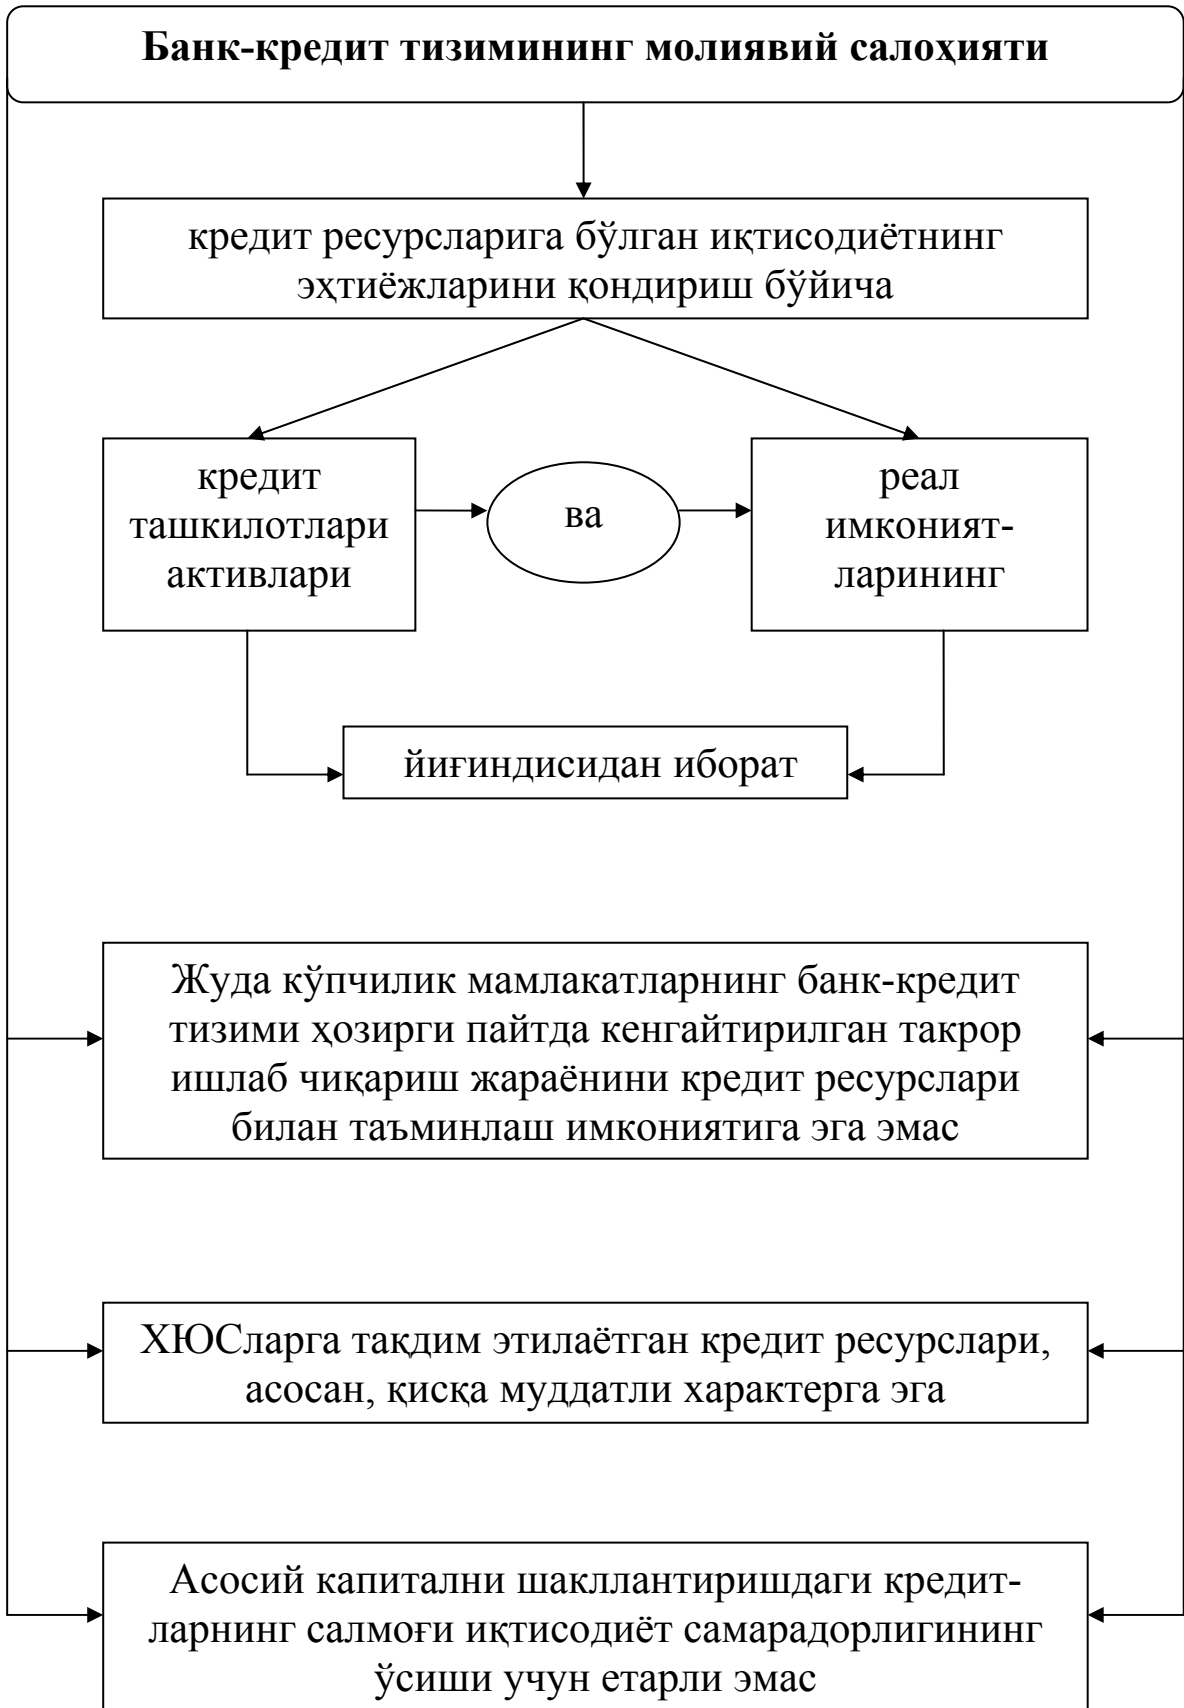 Банк-кредит тизимининг молиявий салоҳияти
кредит ресурсларига бўлган иқтисодиётнинг
эҳтиёжларини қондириш бўйича
кредит
ташкилотлари
активлари
ва
реал
имконият-
ларининг
йиғиндисидан иборат
Жуда кўпчилик мамлакатларнинг банк-кредит
тизими ҳозирги пайтда кенгайтирилган такрор
ишлаб чиқариш жараёнини кредит ресурслари
билан таъминлаш имкониятига эга эмас
ХЮСларга тақдим этилаётган кредит ресурслари,
асосан, қисқа муддатли характерга эга
Асосий капитални шакллантиришдаги кредит-
ларнинг салмоғи иқтисодиёт самарадорлигининг
ўсиши учун етарли эмас